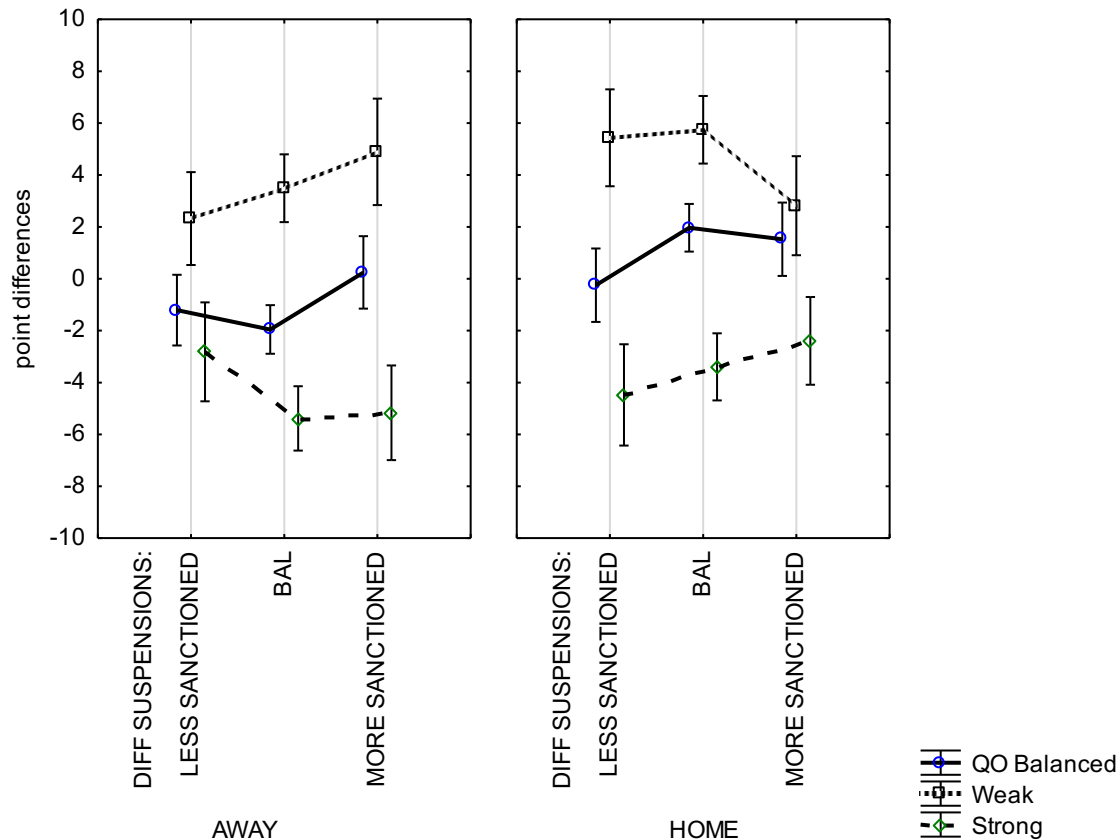 10
8
6
4
2
0
-2
-4
-6
-8
-10
point differences
DIFF SUSPENSIONS:
LESS SANCTIONED
BAL
MORE SANCTIONED
DIFF SUSPENSIONS:
LESS SANCTIONED
BAL
MORE SANCTIONED
AWAY
HOME
QO Balanced
Weak
Strong